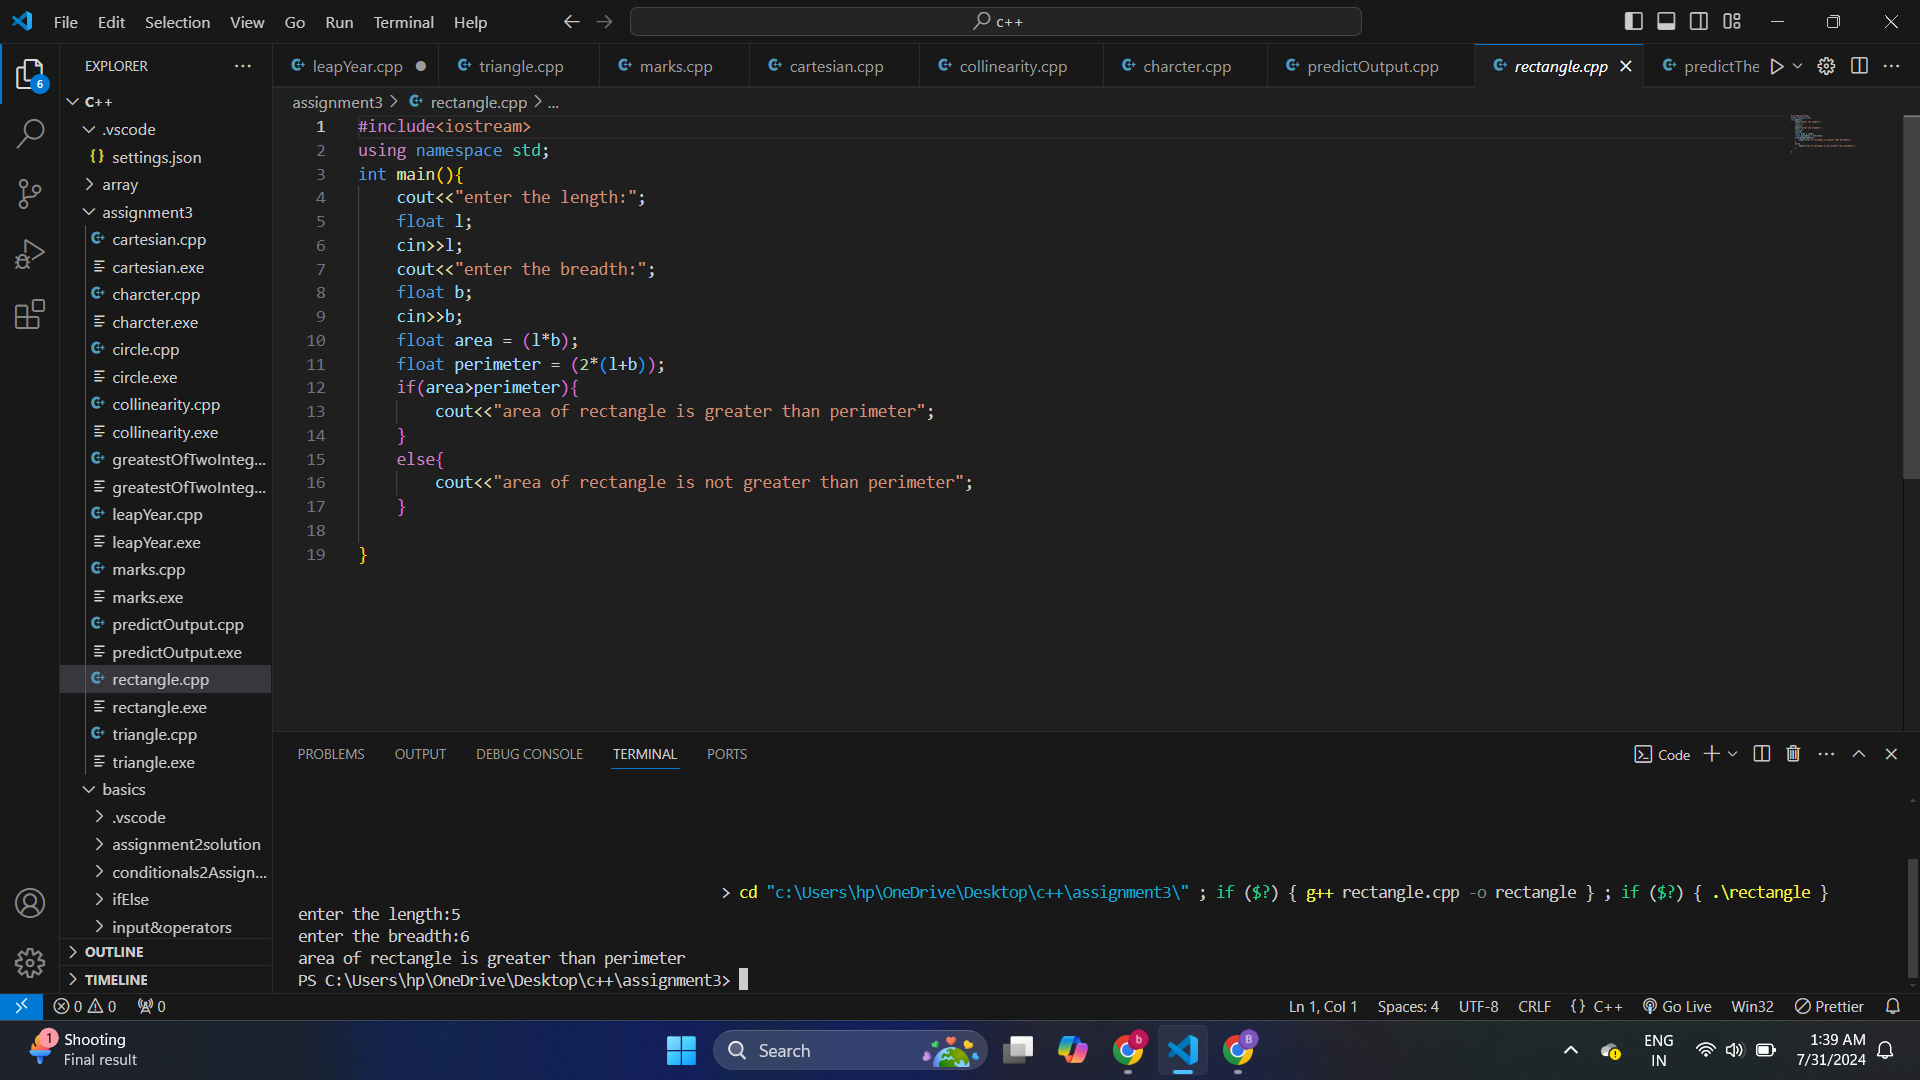 File Edit Selection View Go Run Terminal Help
c++
EXPLORER
leapYear.cpp triangle.cpp marks.cpp cartesian.cpp collinearity.cpp charcter.cpp predictOutput.cpp rectangle.cpp predictThe
6
C++
.vscode
settings.json
array
assignment3
cartesian.cpp
cartesian.exe
charcter.cpp
charcter.exe
circle.cpp
circle.exe
collinearity.cpp
collinearity.exe
greatestOfTwoInteg...
greatestOfTwoInteg...
leapYear.cpp
leapYear.exe
marks.cpp
marks.exe
predictOutput.cpp
predictOutput.exe
rectangle.cpp
rectangle.exe
triangle.cpp
triangle.exe
basics
.vscode
assignment2solution
conditionals2Assign...
ifElse
input&operators
OUTLINE
TIMELINE
assignment3 > rectangle.cpp > ...
1 #include<iostream>
2 using namespace std;
3 int main(){
4 cout<<"enter the length:";
5 float l;
6 cin>>l;
7 cout<<"enter the breadth:";
8 float b;
9 cin>>b;
10 float area = (l*b);
11 float perimeter = (2*(l+b));
12 if(area>perimeter){
13 cout<<"area of rectangle is greater than perimeter";
14 }
15 else{
16 cout<<"area of rectangle is not greater than perimeter";
17 }
18
19 }
PROBLEMS OUTPUT DEBUG CONSOLE TERMINAL PORTS
Code
> cd "c:\Users\hp\OneDrive\Desktop\c++\assignment3\" ; if ($?) { g++ rectangle.cpp -o rectangle } ; if ($?) { .\rectangle }
enter the length:5
enter the breadth:6
area of rectangle is greater than perimeter
PS C:\Users\hp\OneDrive\Desktop\c++\assignment3>
0 0 0
Ln 1, Col 1 Spaces: 4 UTF-8 CRLF {} C++ Go Live Win32 Prettier
1
Shooting
Final result
Search
b
B
ENG
IN
1:39 AM
7/31/2024